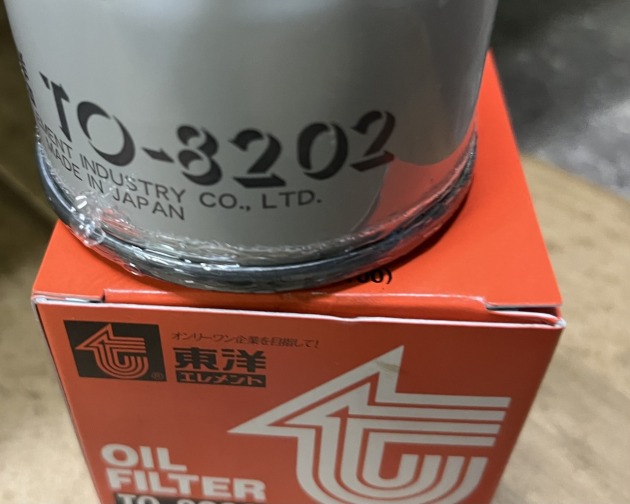 TO-8202
EMENT INDUSTRY CO., LTD.
MADE IN JAPAN
オンリーワン企業を目指して!
東洋
エレメント
OIL
FILTER